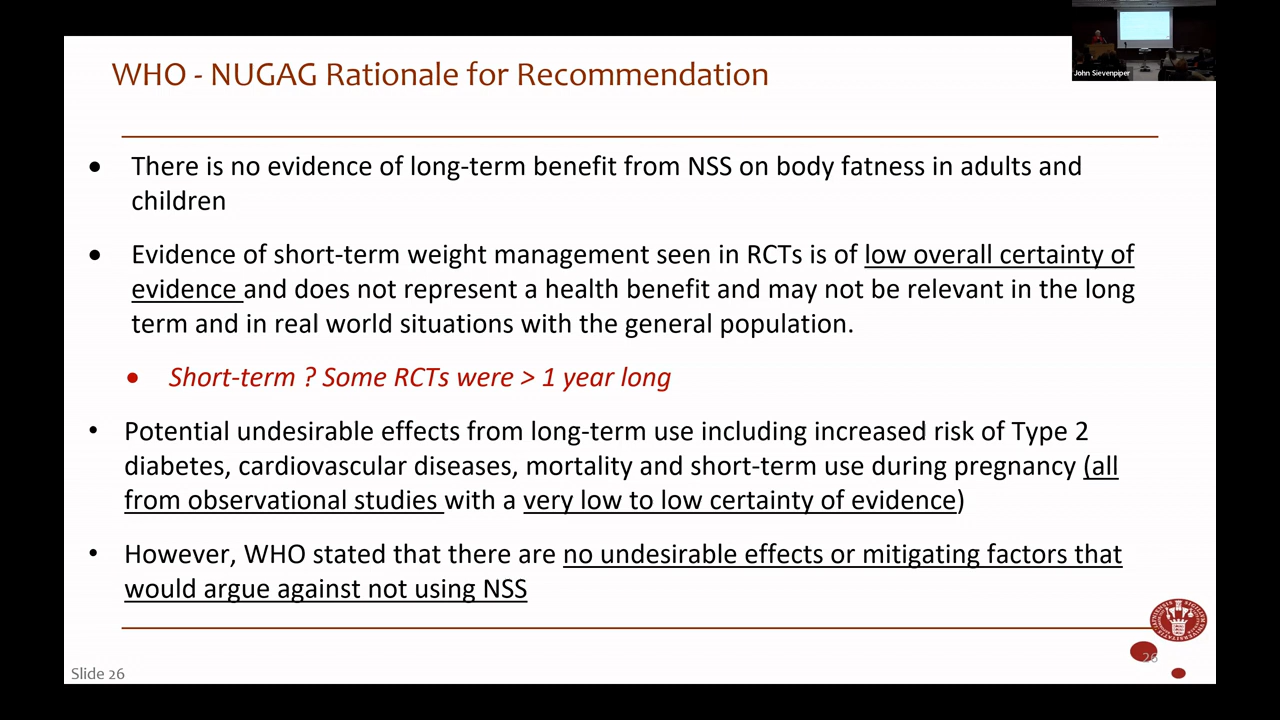 WHO - NUGAG Rationale for Recommendation
John Sievenpiper
• There is no evidence of long-term benefit from NSS on body fatness in adults and
children
• Evidence of short-term weight management seen in RCTs is of low overall certainty of
evidence and does not represent a health benefit and may not be relevant in the long
term and in real world situations with the general population.
• Short-term ? Some RCTs were > 1 year long
• Potential undesirable effects from long-term use including increased risk of Type 2
diabetes, cardiovascular diseases, mortality and short-term use during pregnancy (all
from observational studies with a very low to low certainty of evidence)
• However, WHO stated that there are no undesirable effects or mitigating factors that
would argue against not using NSS
26
Slide 26